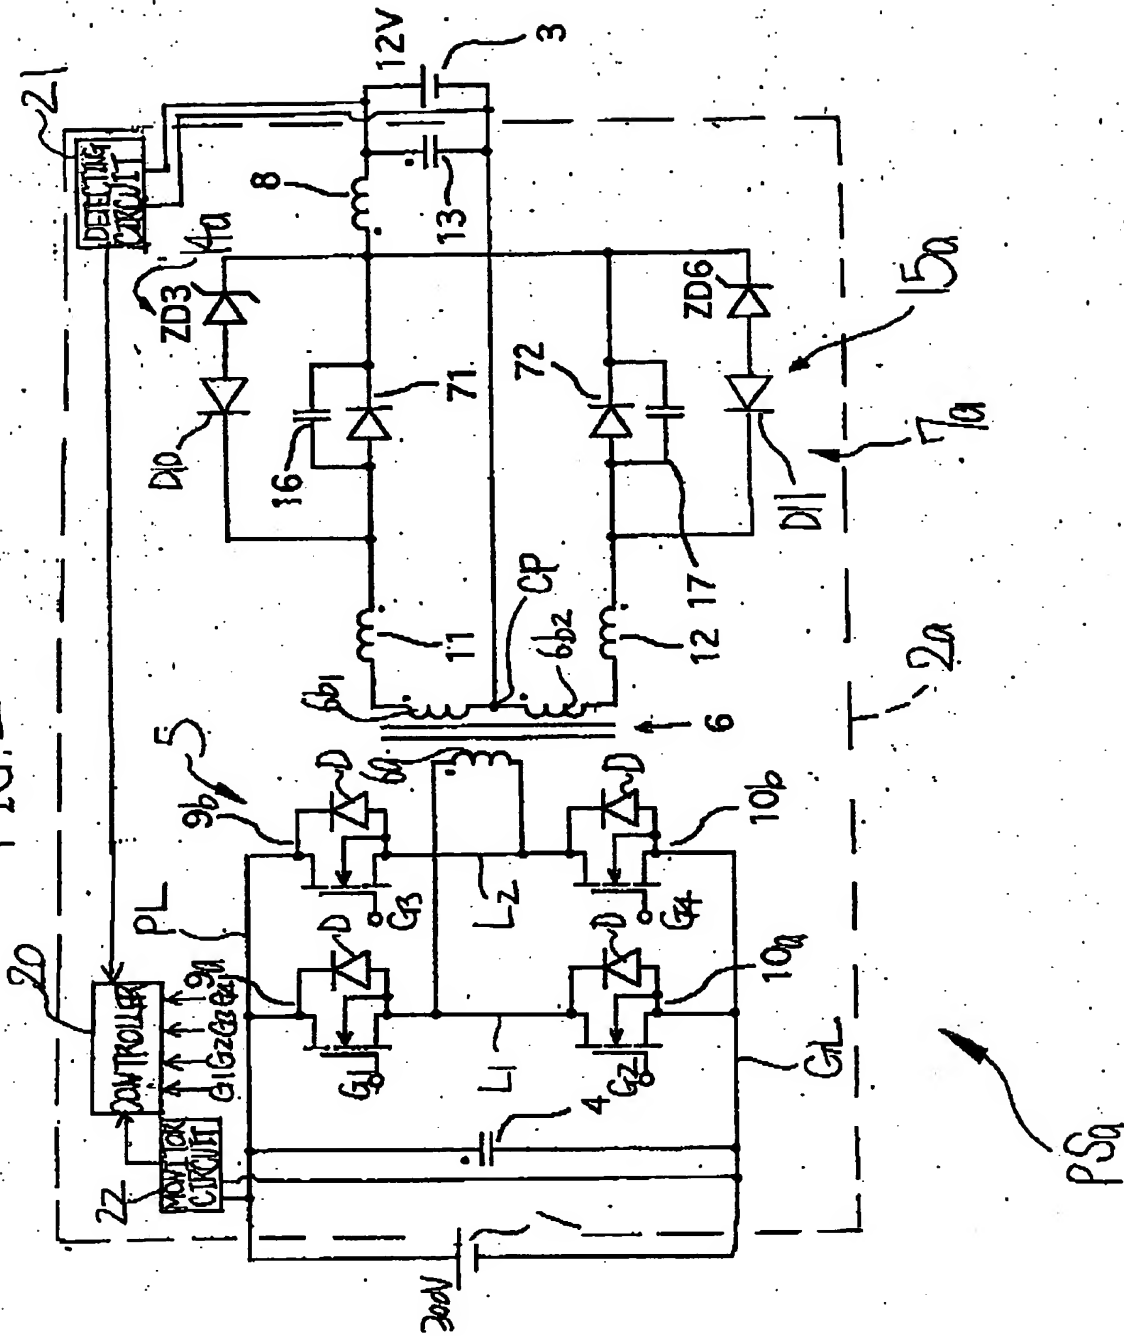 21
DETECTING
CIRCUIT
14a
12V
3
8
13
ZD3
D10
16
71
72
ZD6
15a
7a
D11
17
CP
11
12
6b1
6b2
6
6a
5
2a
9b
D
D
10b
PL
G3
L2
G4
20
CONTROLLER
G1 G2 G3 G4
9a
D
D
10a
G1
L1
G2
GL
4
22
MONITOR
CIRCUIT
1
300V
PSa